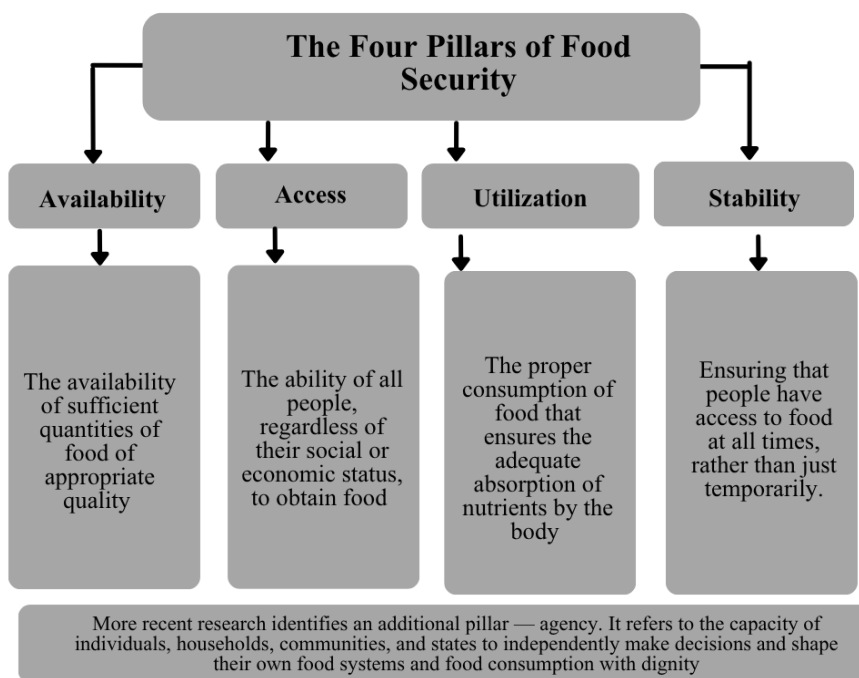 The Four Pillars of Food
Security
Availability
Access
Utilization
Stability
The availability
of sufficient
quantities of
food of
appropriate
quality
The ability of all
people,
regardless of
their social or
economic status,
to obtain food
The proper
consumption of
food that
ensures the
adequate
absorption of
nutrients by the
body
Ensuring that
people have
access to food
at all times,
rather than just
temporarily.
More recent research identifies an additional pillar — agency. It refers to the capacity of
individuals, households, communities, and states to independently make decisions and shape
their own food systems and food consumption with dignity